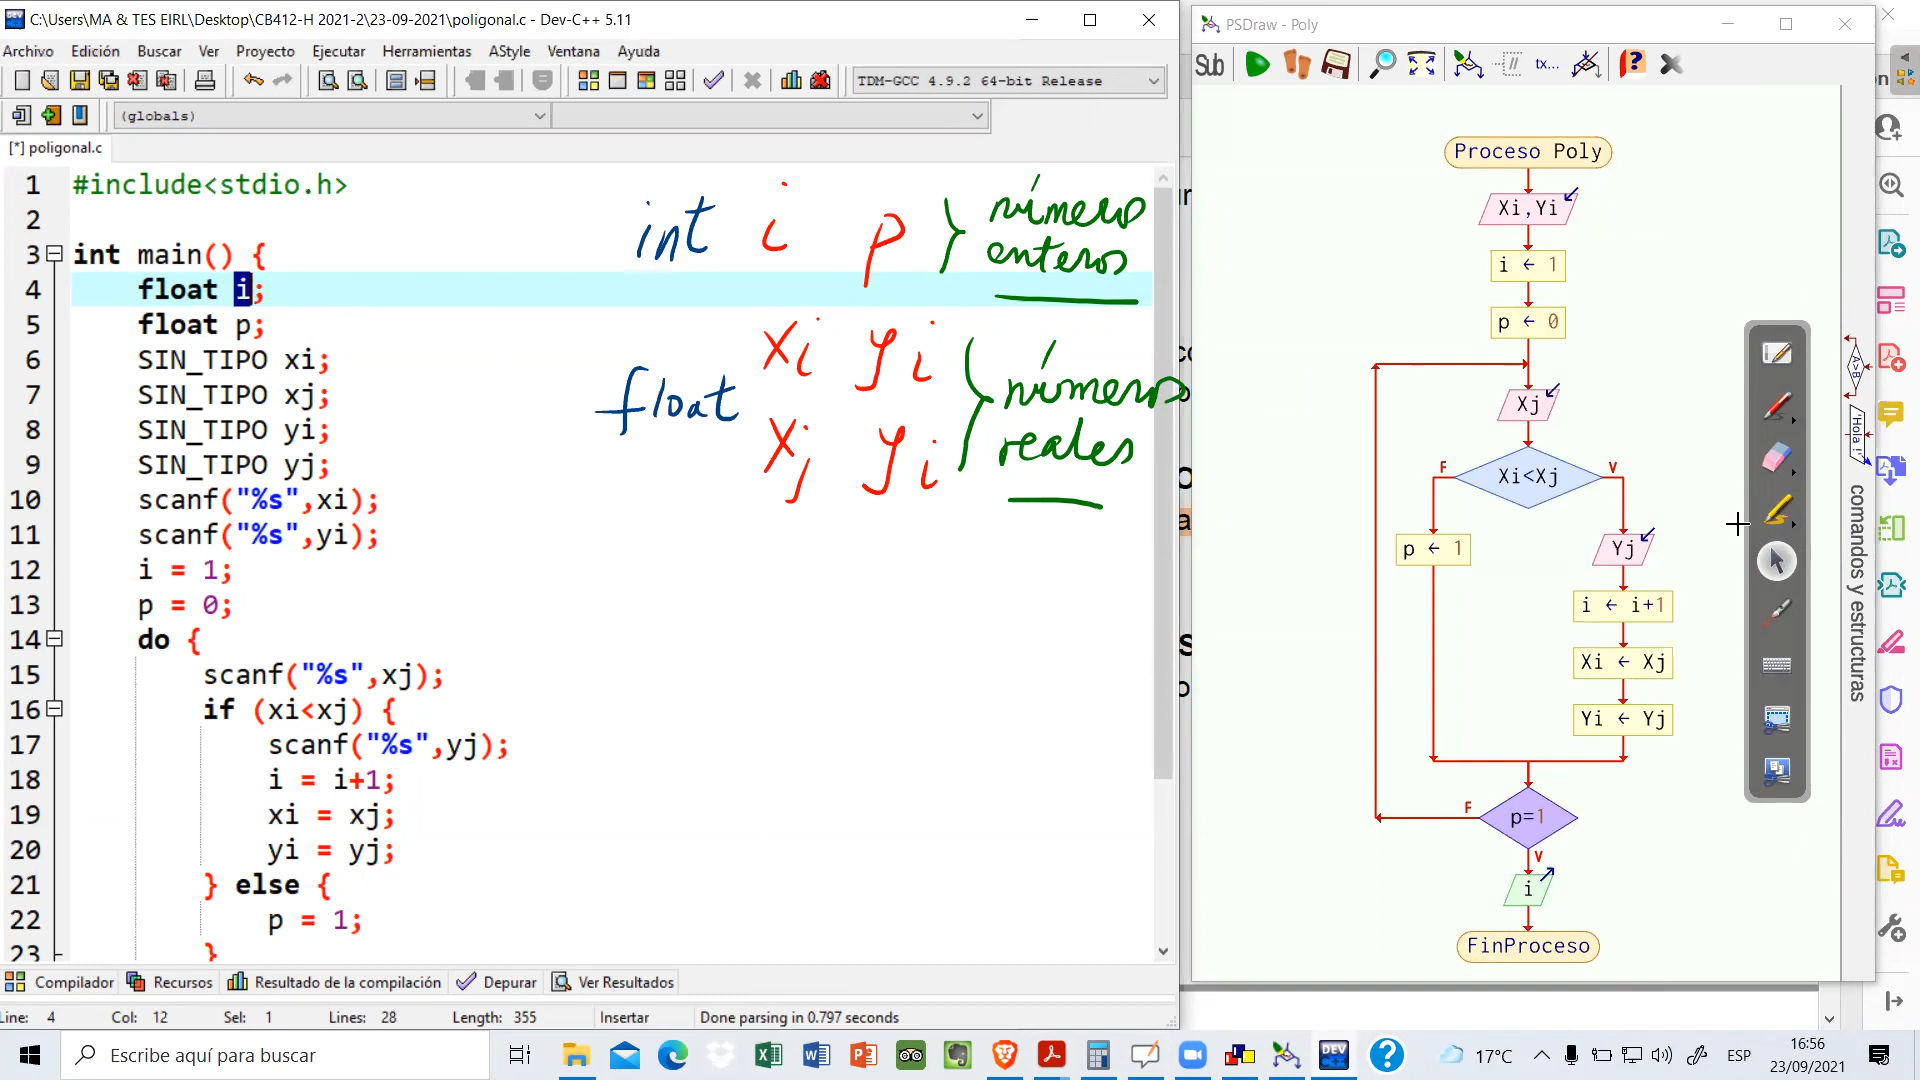 C:\Users\MA & TES EIRL\Desktop\CB412-H 2021-2\23-09-2021\poligonal.c - Dev-C++ 5.11
Archivo Edición Buscar Ver Proyecto Ejecutar Herramientas AStyle Ventana Ayuda
TDM-GCC 4.9.2 64-bit Release
(globals)
[*] poligonal.c
1 #include<stdio.h>
2
3 int main() {
4 float i;
5 float p;
6 SIN_TIPO xi;
7 SIN_TIPO xj;
8 SIN_TIPO yi;
9 SIN_TIPO yj;
10 scanf("%s",xi);
11 scanf("%s",yi);
12 i = 1;
13 p = 0;
14 do {
15 scanf("%s",xj);
16 if (xi<xj) {
17 scanf("%s",yj);
18 i = i+1;
19 xi = xj;
20 yi = yj;
21 } else {
22 p = 1;
23 }
int i p } número enteros
float xi yi xj yi } números reales
Compilador Recursos Resultado de la compilación Depurar Ver Resultados
Line: 4 Col: 12 Sel: 1 Lines: 28 Length: 355 Insertar Done parsing in 0.797 seconds
PSDraw - Poly
Sub
tx...
Proceso Poly
Xi,Yi
i ← 1
p ← 0
Xj
F Xi<Xj V
p ← 1
Yj
i ← i+1
Xi ← Xj
Yi ← Yj
F p=1
V
i
FinProceso
A>B
'Hola !'
comandos y estructuras
Escribe aquí para buscar
17°C
ESP
16:56
23/09/2021